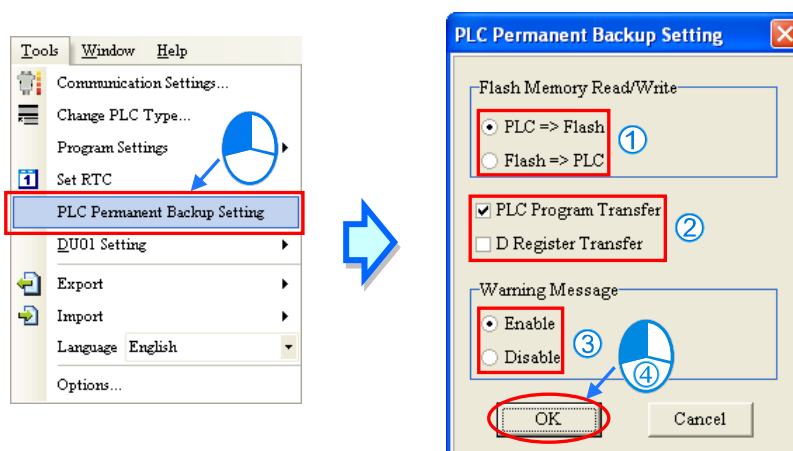 Tools Window Help
Communication Settings...
Change PLC Type...
Program Settings
1 Set RTC
PLC Permanent Backup Setting
DU01 Setting
Export
Import
Language English
Options...
PLC Permanent Backup Setting
Flash Memory Read/Write
PLC => Flash
①
Flash => PLC
PLC Program Transfer
②
D Register Transfer
Warning Message
Enable
③
Disable
④
OK Cancel